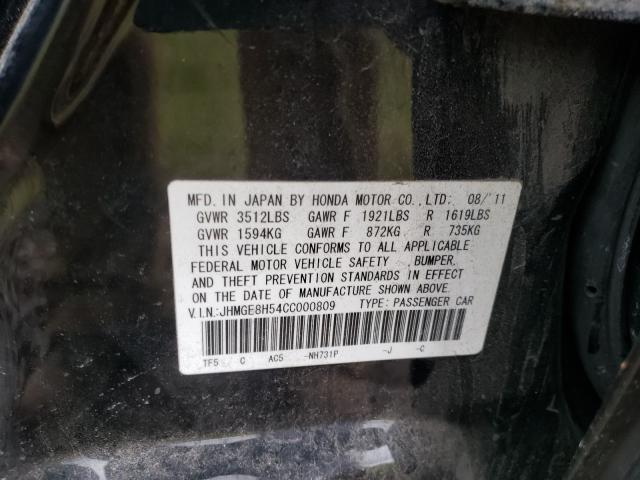 MFD. IN JAPAN BY HONDA MOTOR CO., LTD: 08/'11
GVWR 3512LBS GAWR F 1921LBS R 1619LBS
GVWR 1594KG GAWR F 872KG R 735KG
THIS VEHICLE CONFORMS TO ALL APPLICABLE
FEDERAL MOTOR VEHICLE SAFETY ,BUMPER,
AND THEFT PREVENTION STANDARDS IN EFFECT
ON THE DATE OF MANUFACTURE SHOWN ABOVE.
V.I.N:JHMGE8H54CC000809 TYPE: PASSENGER CAR
TF5 C AC5 -NH731P -J -C